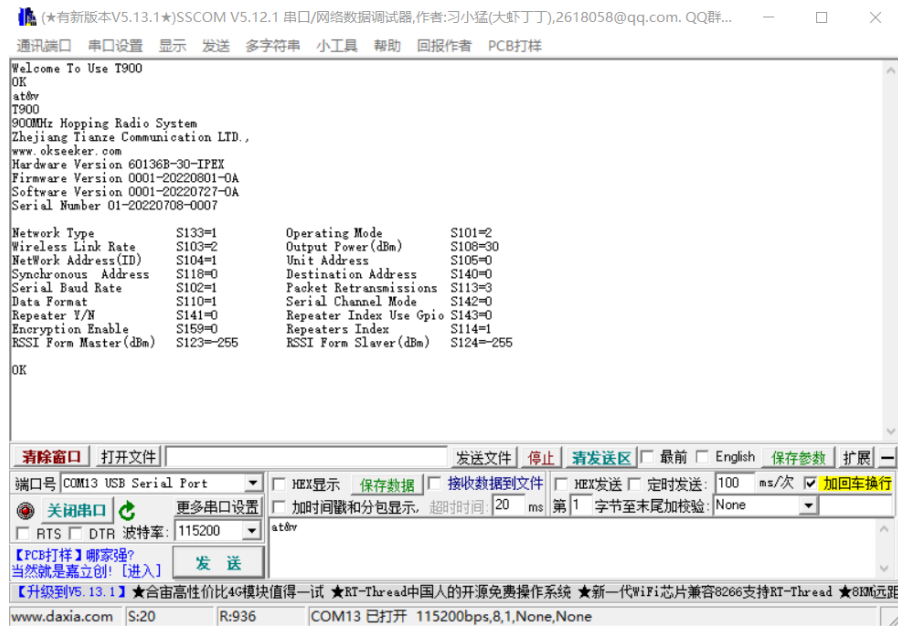 (★有新版本V5.13.1★)SSCOM V5.12.1 串口/网络数据调试器,作者:习小猛(大虾丁丁),2618058@qq.com. QQ群...
通讯端口 串口设置 显示 发送 多字符串 小工具 帮助 回报作者 PCB打样
Welcome To Use T900
OK
at&v
T900
900MHz Hopping Radio System
Zhejiang Tianze Communication LTD.,
www.okseeker.com
Hardware Version 60136B-30-IPEX
Firmware Version 0001-20220801-0A
Software Version 0001-20220727-0A
Serial Number 01-20220708-0007
Network Type S133=1 Operating Mode S101=2
Wireless Link Rate S103=2 Output Power(dBm) S108=30
NetWork Address(ID) S104=1 Unit Address S105=0
Synchronous Address S118=0 Destination Address S140=0
Serial Baud Rate S102=1 Packet Retransmissions S113=3
Data Format S110=1 Serial Channel Mode S142=0
Repeater Y/N S141=0 Repeater Index Use Gpio S143=0
Encryption Enable S159=0 Repeaters Index S114=1
RSSI Form Master(dBm) S123=-255 RSSI Form Slaver(dBm) S124=-255
OK
清除窗口 打开文件 发送文件 停止 清发送区 最前 English 保存参数 扩展 —
端口号 COM13 USB Serial Port HEX显示 保存数据 接收数据到文件 HEX发送 定时发送: 100 ms/次 加回车换行
关闭串口 更多串口设置 加时间戳和分包显示, 超时时间: 20 ms 第 1 字节至末尾加校验: None
RTS DTR 波特率: 115200 at&v
【PCB打样】哪家强?
当然就是嘉立创! [进入]
发 送
【升级到V5.13.1】★合宙高性价比4G模块值得一试 ★RT-Thread中国人的开源免费操作系统 ★新一代WiFi芯片兼容8266支持RT-Thread ★8KM远距
www.daxia.com S:20 R:936 COM13 已打开 115200bps,8,1,None,None